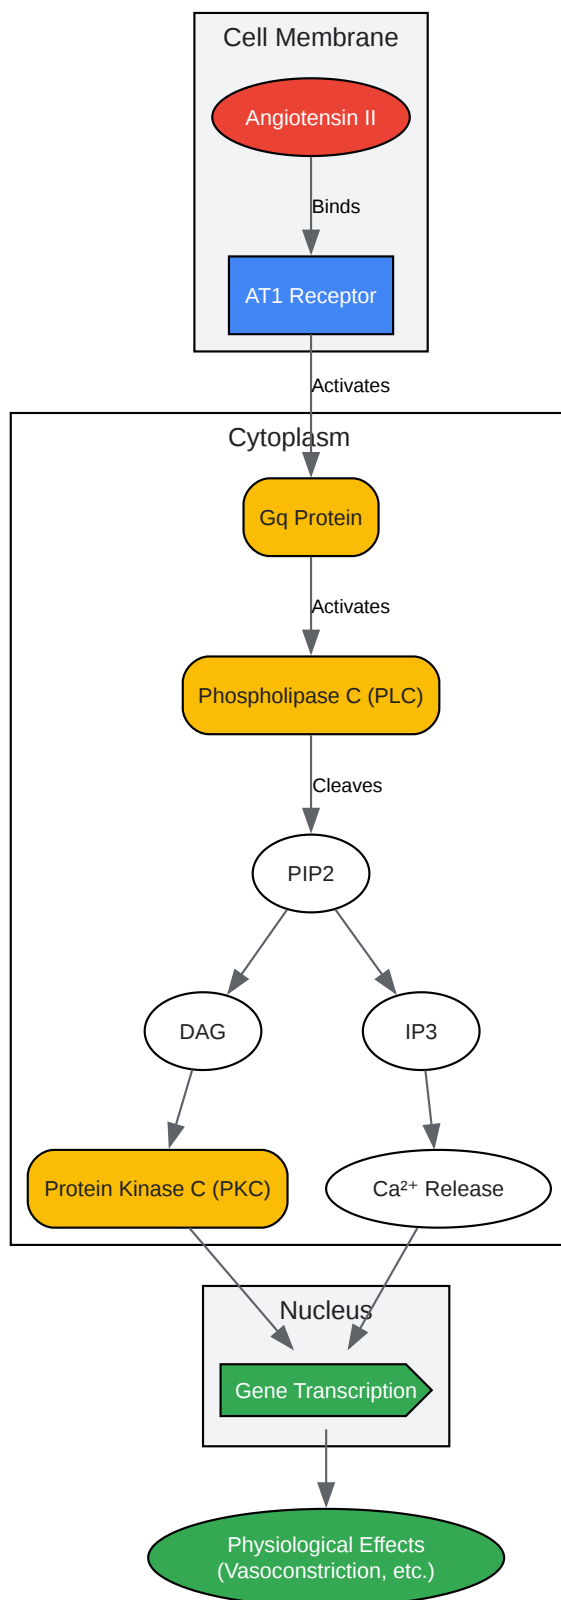 Cell Membrane
Angiotensin II
Binds
AT1 Receptor
Activates
Cytoplasm
Gq Protein
Activates
Phospholipase C (PLC)
Cleaves
PIP2
DAG
IP3
Protein Kinase C (PKC)
Ca²⁺ Release
Nucleus
Gene Transcription
Physiological Effects
(Vasoconstriction, etc.)